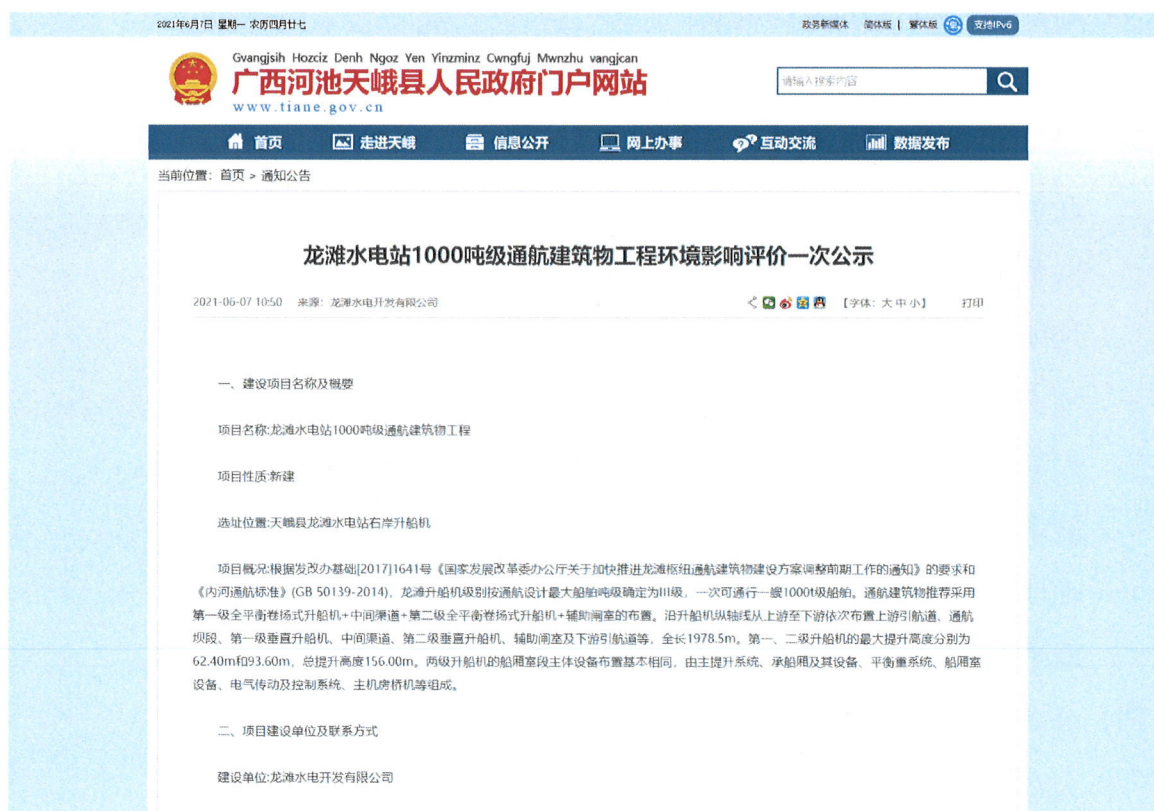 2021年6月7日 星期一 农历四月廿七
政务新媒体 简体版 | 繁体版 支持IPv6
Gvangjsih Hozciz Denh Ngoz Yen Yinzminz Cwngfuj Mwnzhu vangjcan
广西河池天峨县人民政府门户网站
www.tiane.gov.cn
请输入搜索内容
首页 走进天峨 信息公开 网上办事 互动交流 数据发布
当前位置：首页 > 通知公告
龙滩水电站1000吨级通航建筑物工程环境影响评价一次公示
2021-06-07 10:50 来源：龙滩水电开发有限公司 【字体：大 中 小】 打印
一、建设项目名称及概要
项目名称:龙滩水电站1000吨级通航建筑物工程
项目性质:新建
选址位置:天峨县龙滩水电站右岸升船机
项目概况:根据发改办基础[2017]1641号《国家发展改革委办公厅关于加快推进龙滩枢纽通航建筑物建设方案调整前期工作的通知》的要求和
《内河通航标准》(GB 50139-2014)，龙滩升船机级别按通航设计最大船舶吨级确定为III级，一次可通行一艘1000t级船舶。通航建筑物推荐采用
第一级全平衡卷扬式升船机+中间渠道+第二级全平衡卷扬式升船机+辅助闸室的布置。沿升船机纵轴线从上游至下游依次布置上游引航道、通航
坝段、第一级垂直升船机、中间渠道、第二级垂直升船机、辅助闸室及下游引航道等，全长1978.5m。第一、二级升船机的最大提升高度分别为
62.40m和93.60m，总提升高度156.00m。两级升船机的船厢室段主体设备布置基本相同，由主提升系统、承船厢及其设备、平衡重系统、船厢室
设备、电气传动及控制系统、主机房桥机等组成。
二、项目建设单位及联系方式
建设单位:龙滩水电开发有限公司